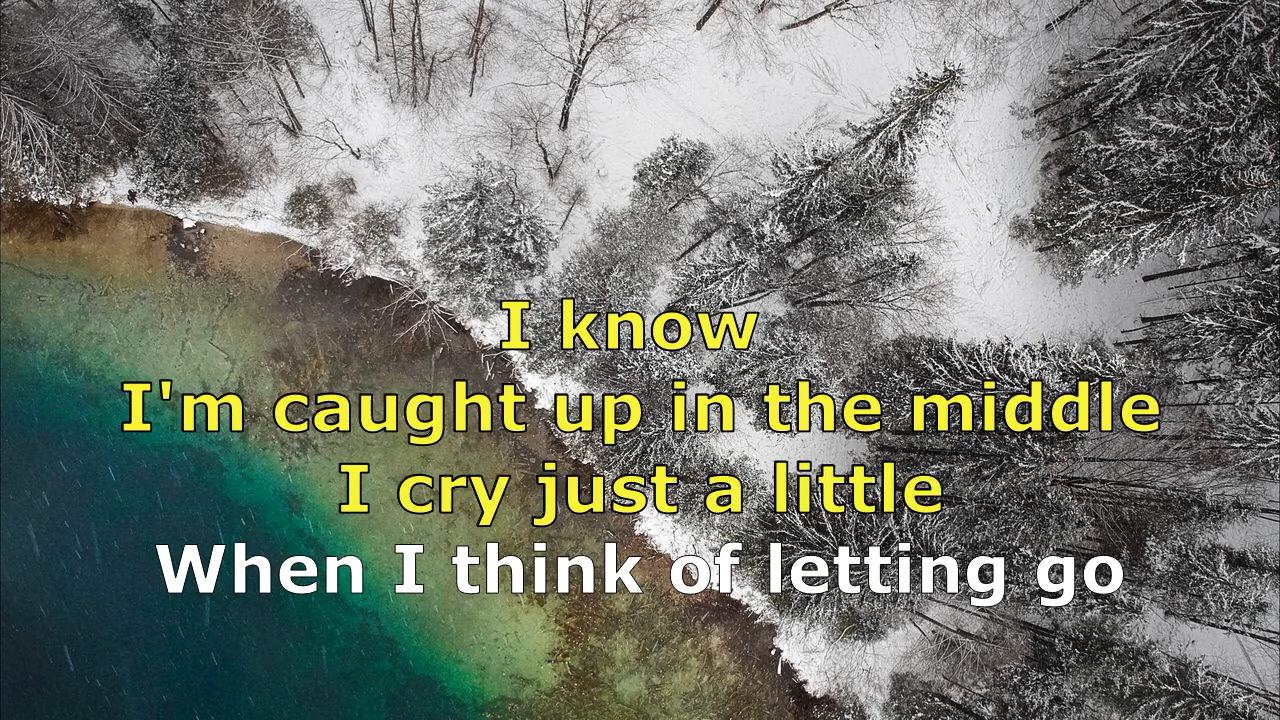 I know
I'm caught up in the middle
I cry just a little
When I think of letting go